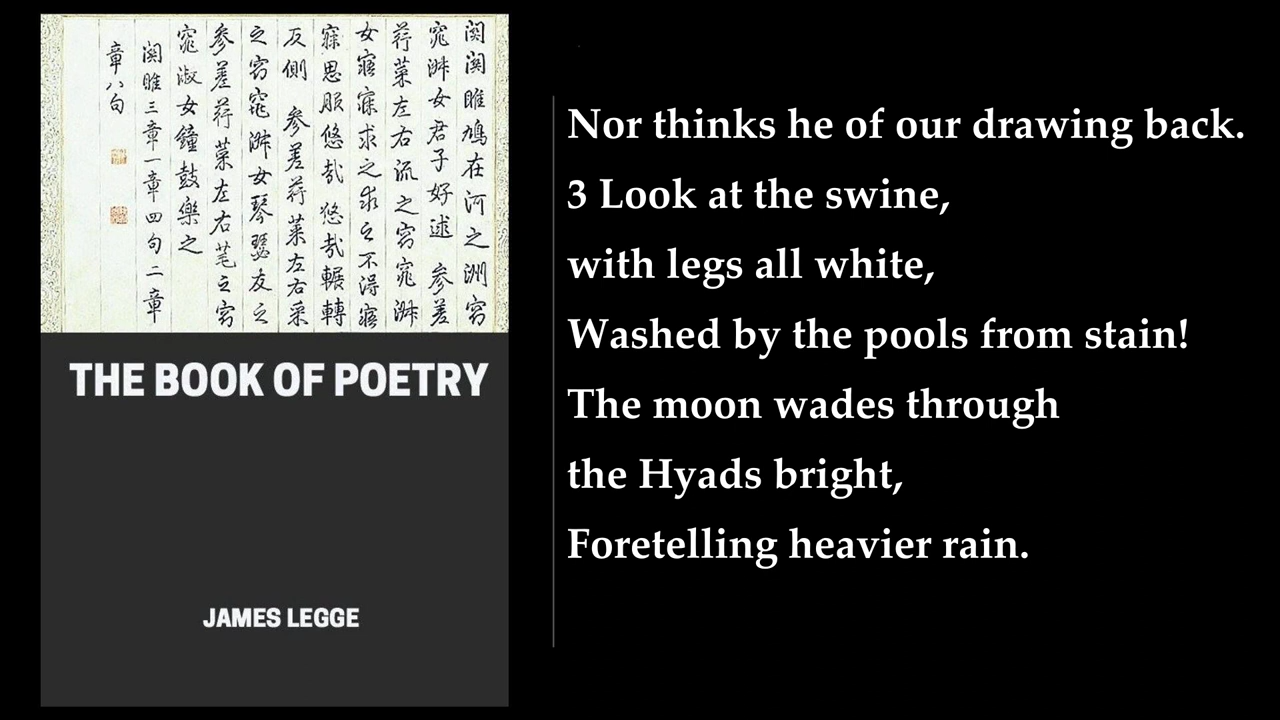 関関雎鳩在河之洲窈
窕淑女君子好逑 參差
荇菜左右流之窈窕淑
女寤寐求之求之不得寤
寐思服悠哉悠哉輾轉
反側 參差荇菜左右采
之窈窕淑女琴瑟友之
參差荇菜左右芼之窈
窕淑女鐘鼓樂之
関雎三章一章四句二章
章八句
THE BOOK OF POETRY
JAMES LEGGE
Nor thinks he of our drawing back.
3 Look at the swine,
with legs all white,
Washed by the pools from stain!
The moon wades through
the Hyads bright,
Foretelling heavier rain.